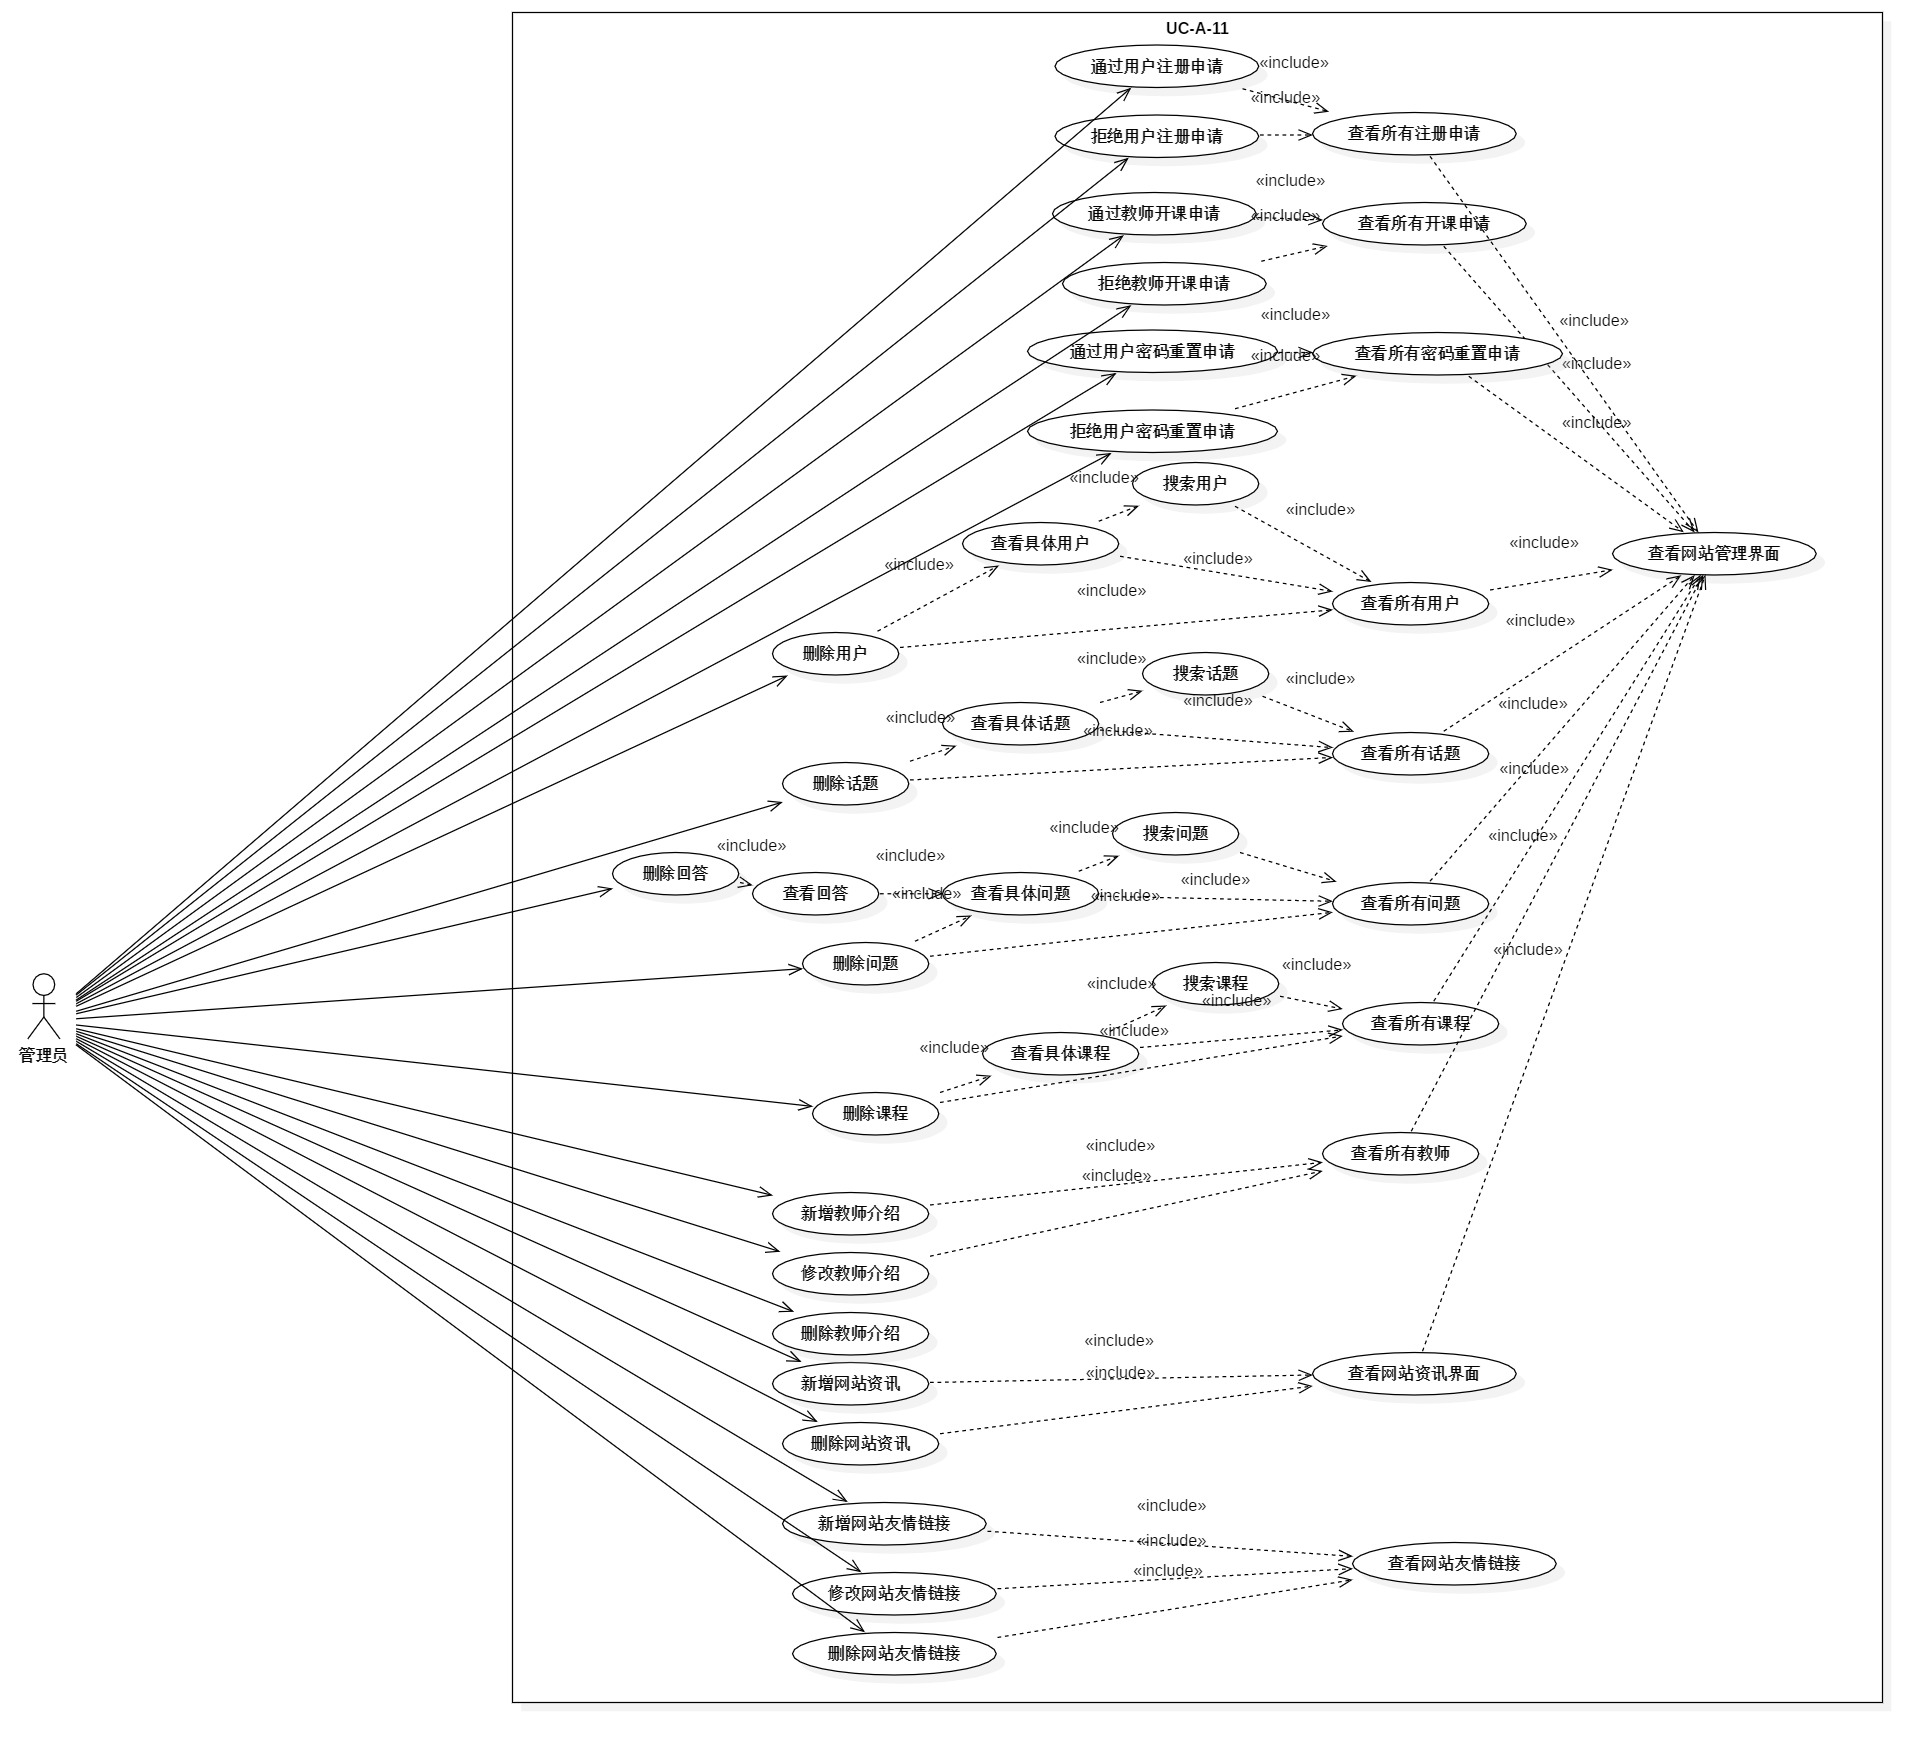 UC-A-11
通过用户注册申请
«include»
«include»
拒绝用户注册申请
查看所有注册申请
«include»
通过教师开课申请
«include»
查看所有开课申请
拒绝教师开课申请
«include»
«include»
通过用户密码重置申请
«include»
查看所有密码重置申请
«include»
«include»
拒绝用户密码重置申请
«include»
搜索用户
«include»
查看具体用户
«include»
«include»
查看网站管理界面
«include»
«include»
查看所有用户
«include»
删除用户
«include»
搜索话题
«include»
«include»
«include»
«include»
查看具体话题
«include»
查看所有话题
«include»
删除话题
«include»
搜索问题
«include»
«include»
«include»
删除回答
«include»
查看回答
«include»
查看具体问题
«include»
查看所有问题
«include»
删除问题
«include»
«include»
搜索课程
«include»
查看所有课程
«include»
«include»
查看具体课程
管理员
删除课程
«include»
查看所有教师
«include»
新增教师介绍
修改教师介绍
删除教师介绍
«include»
新增网站资讯
«include»
查看网站资讯界面
删除网站资讯
«include»
新增网站友情链接
«include»
查看网站友情链接
«include»
修改网站友情链接
删除网站友情链接